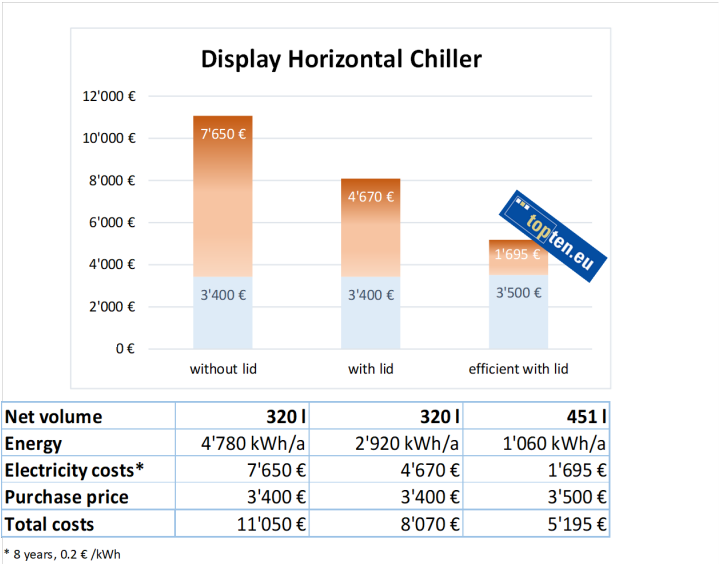 Display Horizontal Chiller
12'000 €
10'000 €
8'000 €
6'000 €
4'000 €
2'000 €
0 €
7'650 €
3'400 €
4'670 €
3'400 €
1'695 €
3'500 €
topten.eu
without lid
with lid
efficient with lid
Net volume 320 l 320 l 451 l
Energy 4'780 kWh/a 2'920 kWh/a 1'060 kWh/a
Electricity costs* 7'650 € 4'670 € 1'695 €
Purchase price 3'400 € 3'400 € 3'500 €
Total costs 11'050 € 8'070 € 5'195 €
* 8 years, 0.2 € /kWh